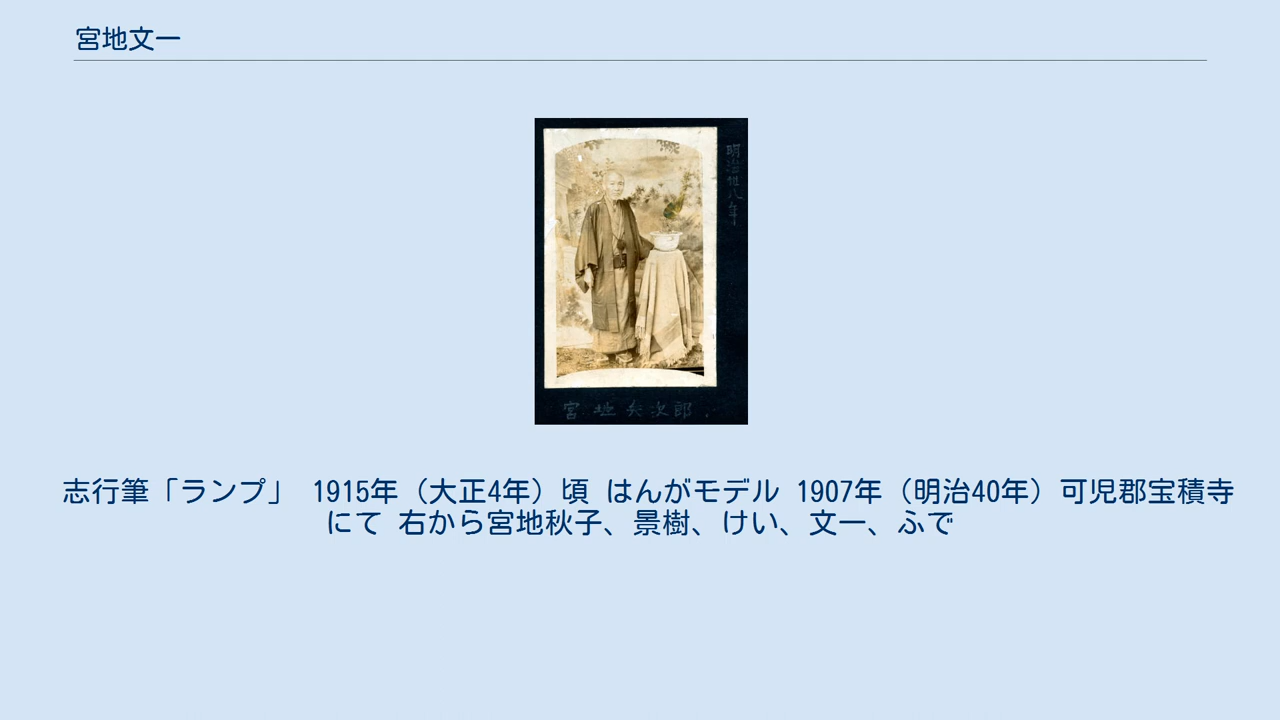 宮地文一
明治卅八年
宮地矢次郎.
志行筆「ランプ」 1915年（大正4年）頃 はんがモデル 1907年（明治40年）可児郡宝積寺
にて 右から宮地秋子、景樹、けい、文一、ふで